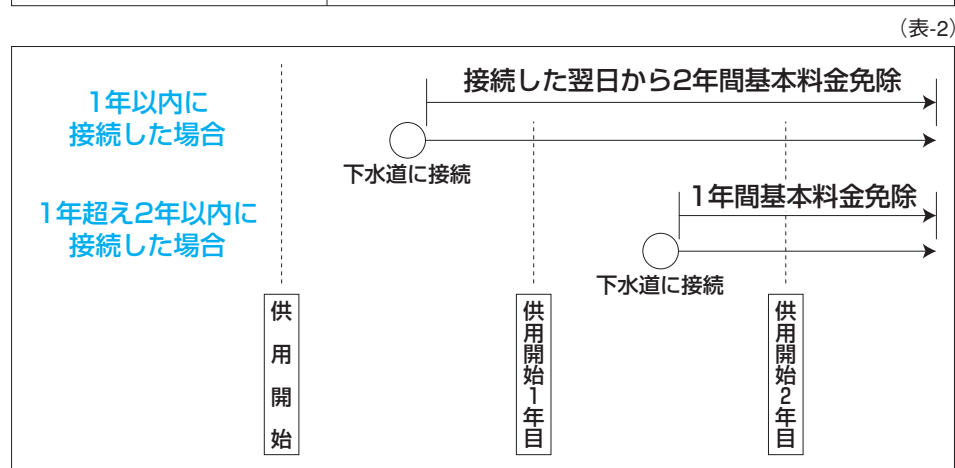 （表-2）
1年以内に
接続した場合
接続した翌日から2年間基本料金免除
下水道に接続
1年超え2年以内に
接続した場合
1年間基本料金免除
下水道に接続
供用開始
供用開始1年目
供用開始2年目